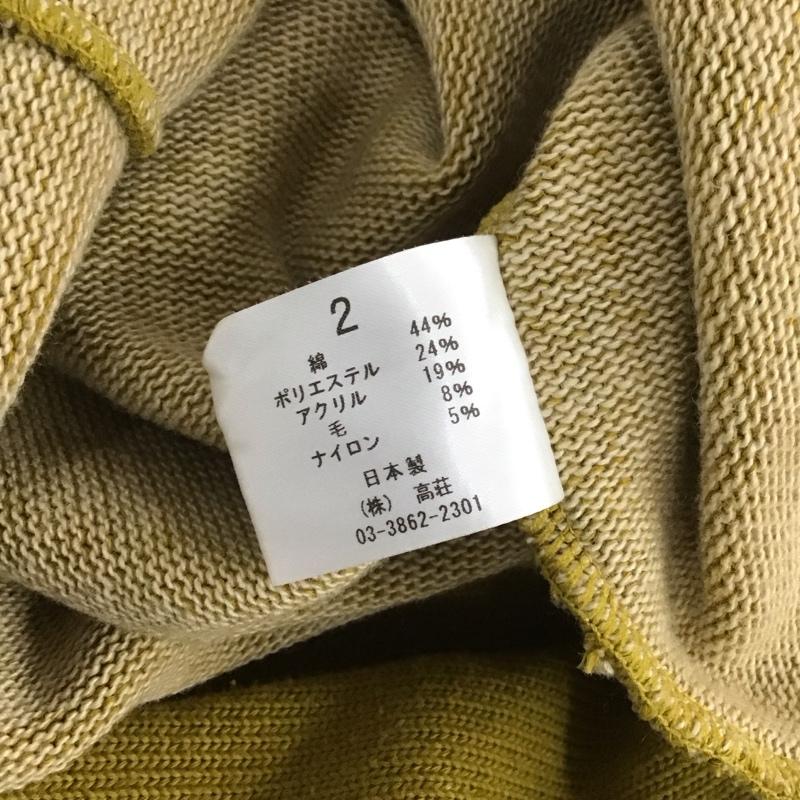 2
綿 44%
ポリエステル 24%
アクリル 19%
毛 8%
ナイロン 5%
日本製
(株) 高荘
03-3862-2301